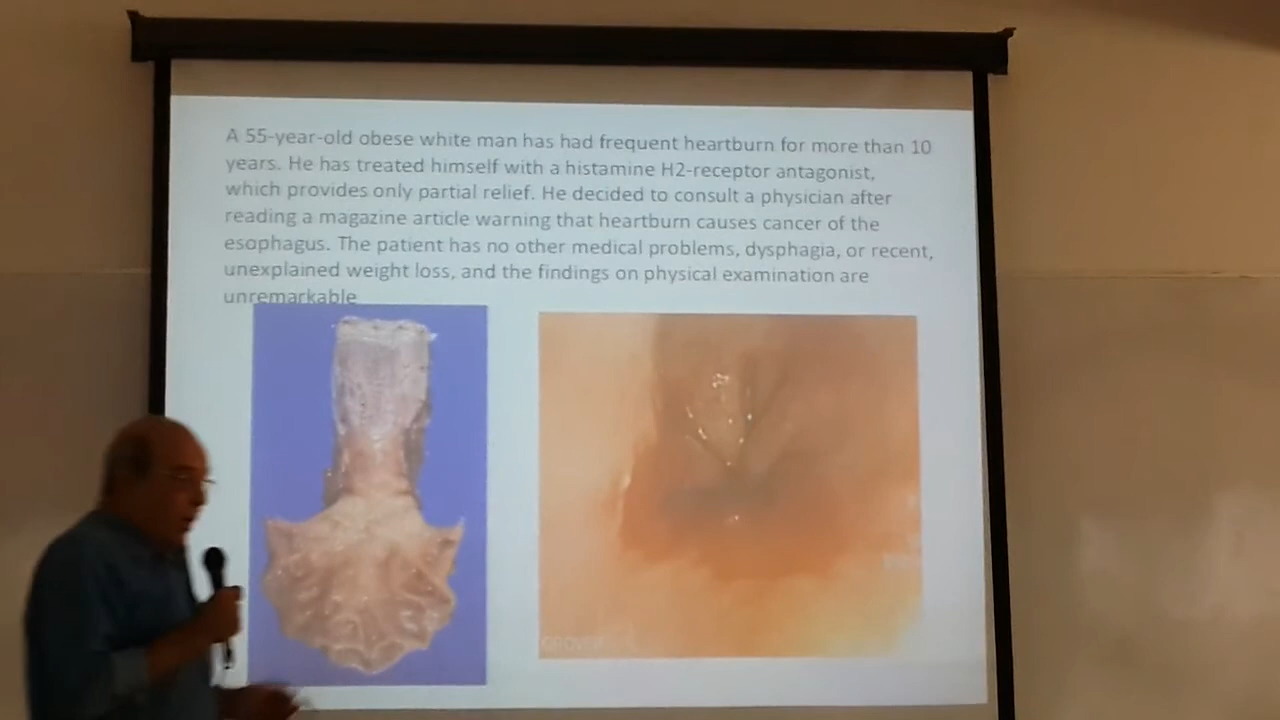 A 55-year-old obese white man has had frequent heartburn for more than 10
years. He has treated himself with a histamine H2-receptor antagonist,
which provides only partial relief. He decided to consult a physician after
reading a magazine article warning that heartburn causes cancer of the
esophagus. The patient has no other medical problems, dysphagia, or recent,
unexplained weight loss, and the findings on physical examination are
unremarkable